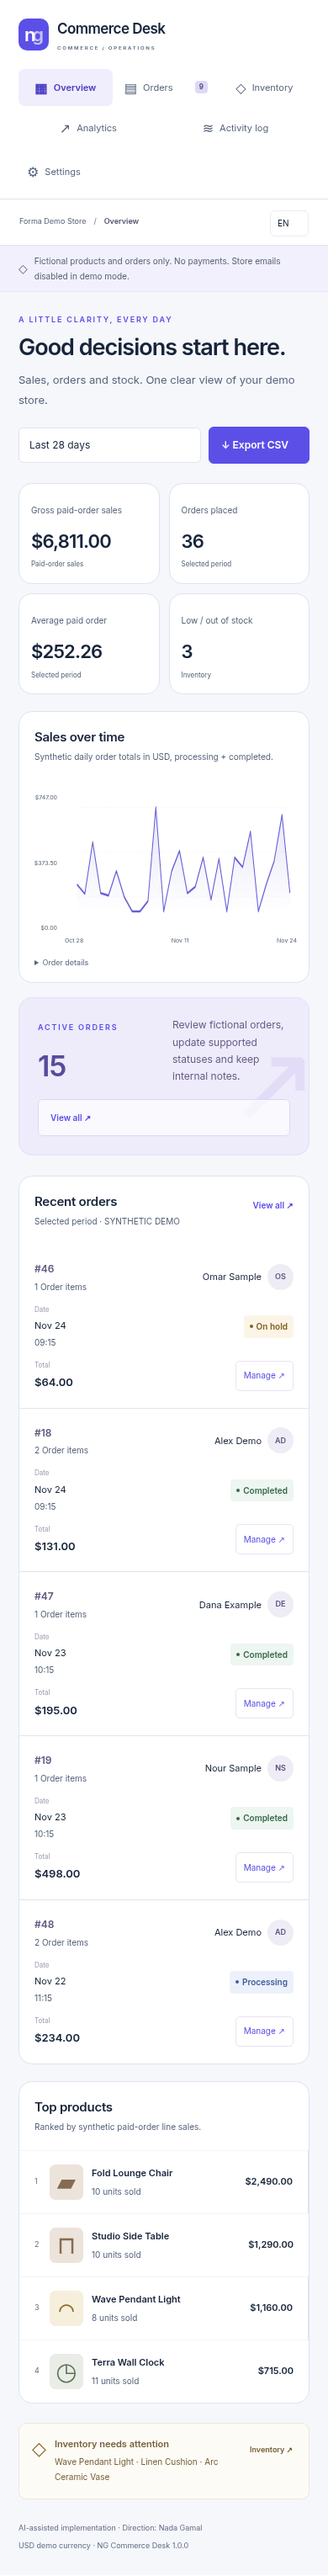 ng
Commerce Desk
COMMERCE / OPERATIONS
Overview
Orders
9
Inventory
Analytics
Activity log
Settings
Forma Demo Store / Overview
EN
Fictional products and orders only. No payments. Store emails
disabled in demo mode.
A LITTLE CLARITY, EVERY DAY
Good decisions start here.
Sales, orders and stock. One clear view of your demo
store.
Last 28 days
↓ Export CSV
Gross paid-order sales
$6,811.00
Paid-order sales
Orders placed
36
Selected period
Average paid order
$252.26
Selected period
Low / out of stock
3
Inventory
Sales over time
Synthetic daily order totals in USD, processing + completed.
$747.00
$373.50
$0.00
Oct 28
Nov 11
Nov 24
▶ Order details
ACTIVE ORDERS
15
Review fictional orders,
update supported
statuses and keep
internal notes.
View all ↗
Recent orders
Selected period · SYNTHETIC DEMO
View all ↗
#46
1 Order items
Omar Sample
OS
Date
Nov 24
09:15
• On hold
Total
$64.00
Manage ↗
#18
2 Order items
Alex Demo
AD
Date
Nov 24
09:15
• Completed
Total
$131.00
Manage ↗
#47
1 Order items
Dana Example
DE
Date
Nov 23
10:15
• Completed
Total
$195.00
Manage ↗
#19
1 Order items
Nour Sample
NS
Date
Nov 23
10:15
• Completed
Total
$498.00
Manage ↗
#48
2 Order items
Alex Demo
AD
Date
Nov 22
11:15
• Processing
Total
$234.00
Manage ↗
Top products
Ranked by synthetic paid-order line sales.
1
Fold Lounge Chair
10 units sold
$2,490.00
2
Studio Side Table
10 units sold
$1,290.00
3
Wave Pendant Light
8 units sold
$1,160.00
4
Terra Wall Clock
11 units sold
$715.00
Inventory needs attention
Wave Pendant Light · Linen Cushion · Arc
Ceramic Vase
Inventory ↗
AI-assisted implementation · Direction: Nada Gamal
USD demo currency · NG Commerce Desk 1.0.0